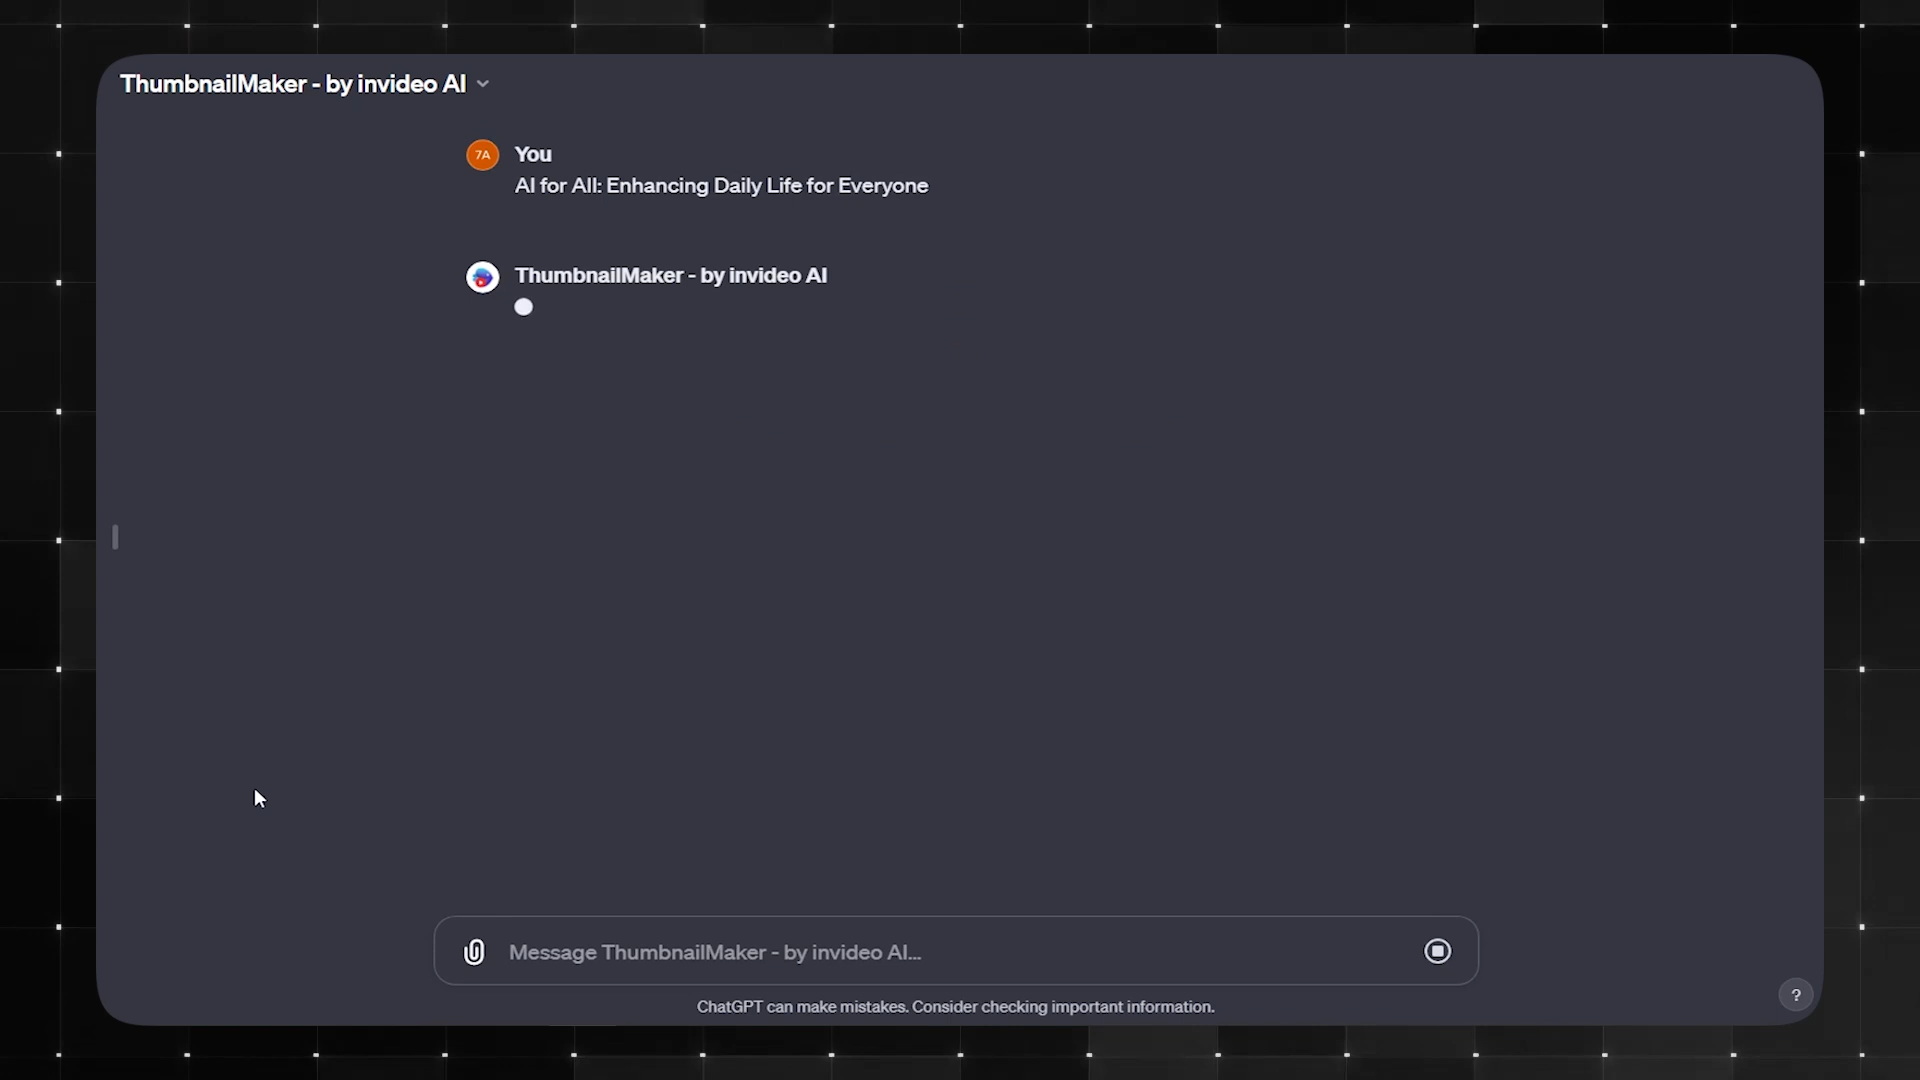 ThumbnailMaker - by invideo AI
7A
You
AI for All: Enhancing Daily Life for Everyone
ThumbnailMaker - by invideo AI
Message ThumbnailMaker - by invideo AI...
ChatGPT can make mistakes. Consider checking important information.
?